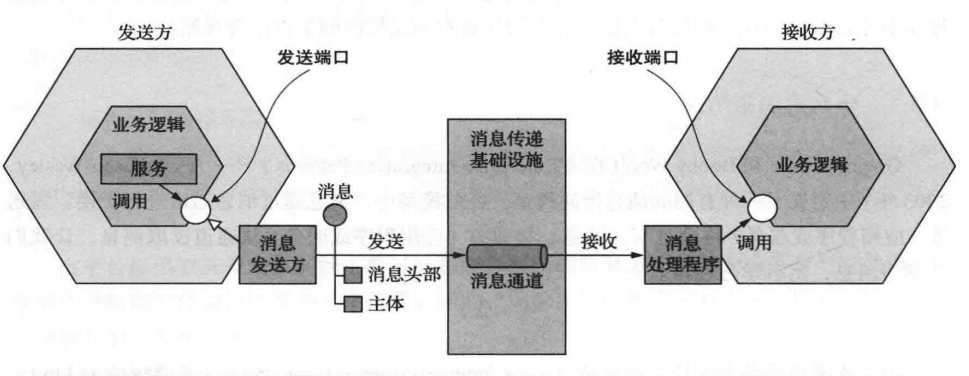 发送方
接收方
发送端口
接收端口
业务逻辑
服务
调用
消息
发送方
消息
发送
消息头部
主体
消息传递
基础设施
消息通道
接收
消息
处理程序
调用
业务逻辑